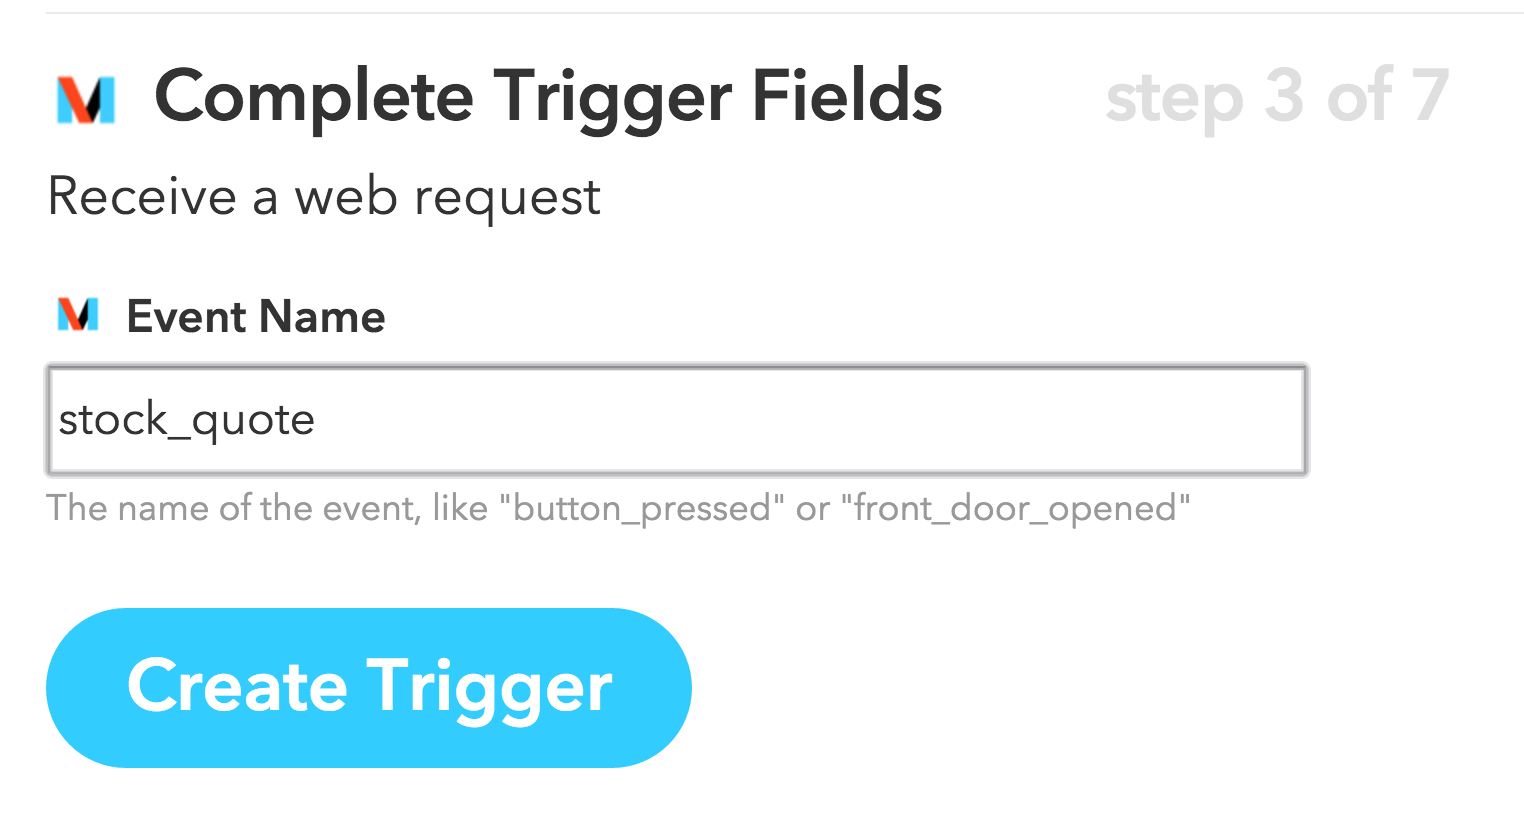 Complete Trigger Fields step 3 of 7
Receive a web request
Event Name
stock_quote
The name of the event, like "button_pressed" or "front_door_opened"
Create Trigger